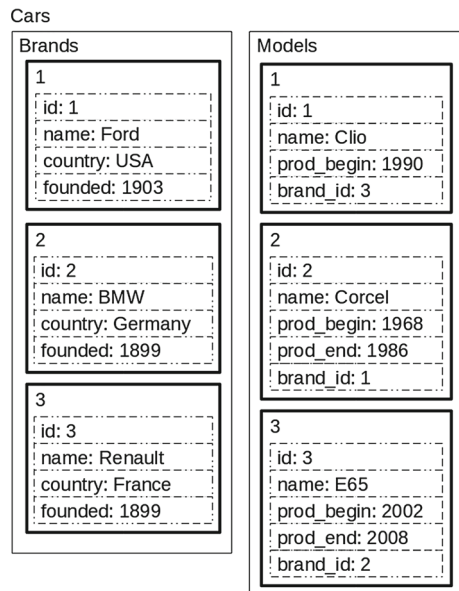 Cars
Brands
1
id: 1
name: Ford
country: USA
founded: 1903
2
id: 2
name: BMW
country: Germany
founded: 1899
3
id: 3
name: Renault
country: France
founded: 1899
Models
1
id: 1
name: Clio
prod_begin: 1990
brand_id: 3
2
id: 2
name: Corcel
prod_begin: 1968
prod_end: 1986
brand_id: 1
3
id: 3
name: E65
prod_begin: 2002
prod_end: 2008
brand_id: 2